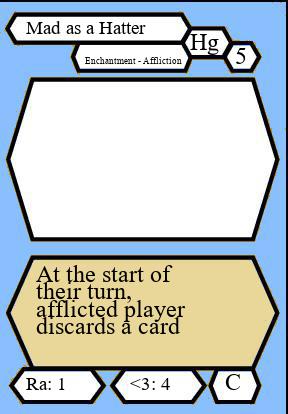 Mad as a Hatter
Hg
Enchantment - Affliction
5
At the start of
their turn,
afflicted player
discards a card
Ra: 1
<3: 4
C